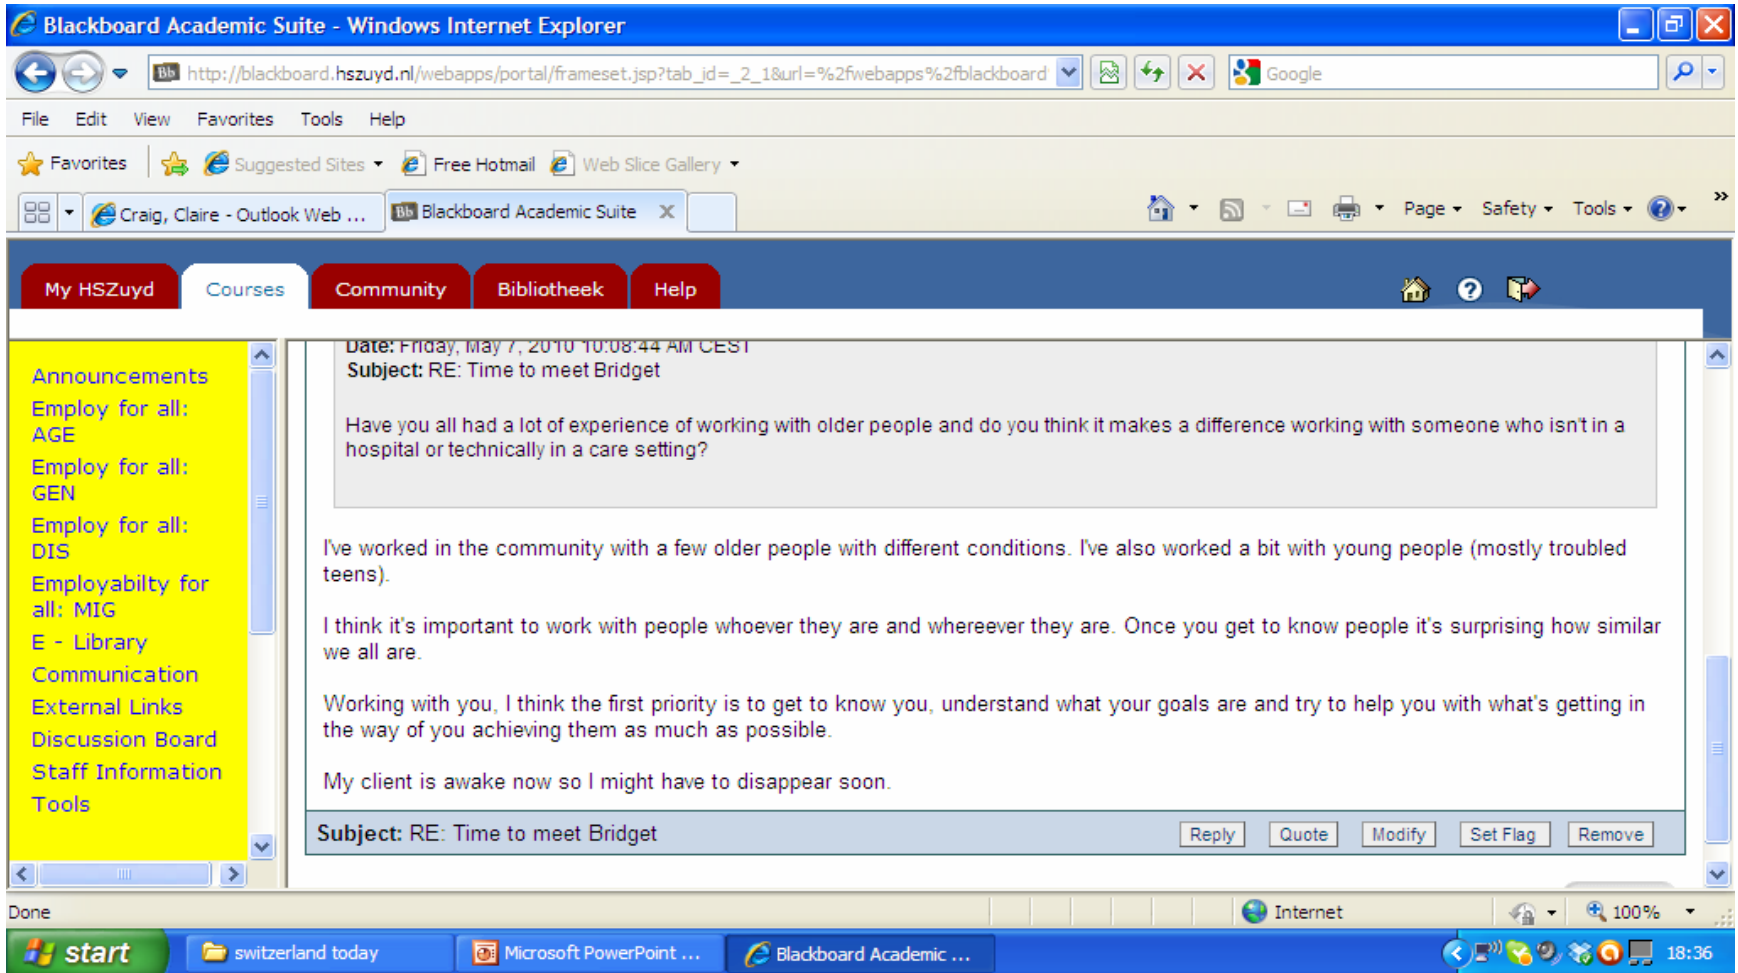 Blackboard Academic Suite - Windows Internet Explorer
http://blackboard.hszuyd.nl/webapps/portal/frameset.jsp?tab_id=_2_1&url=%2fwebapps%2fblackboard
Google
File Edit View Favorites Tools Help
Favorites Suggested Sites Free Hotmail Web Slice Gallery
Craig, Claire - Outlook Web ... Bb Blackboard Academic Suite X Page Safety Tools »
My HSZuyd Courses Community Bibliotheek Help
Date: Friday, May 7, 2010 10:08:44 AM CEST
Subject: RE: Time to meet Bridget
Have you all had a lot of experience of working with older people and do you think it makes a difference working with someone who isn't in a
hospital or technically in a care setting?
I've worked in the community with a few older people with different conditions. I've also worked a bit with young people (mostly troubled
teens).
I think it's important to work with people whoever they are and whereever they are. Once you get to know people it's surprising how similar
we all are.
Working with you, I think the first priority is to get to know you, understand what your goals are and try to help you with what's getting in
the way of you achieving them as much as possible.
My client is awake now so I might have to disappear soon.
Subject: RE: Time to meet Bridget Reply Quote Modify Set Flag Remove
Announcements
Employ for all:
AGE
Employ for all:
GEN
Employ for all:
DIS
Employabilty for
all: MIG
E - Library
Communication
External Links
Discussion Board
Staff Information
Tools
Done Internet 100%
start switzerland today Microsoft PowerPoint ... Blackboard Academic ... 18:36